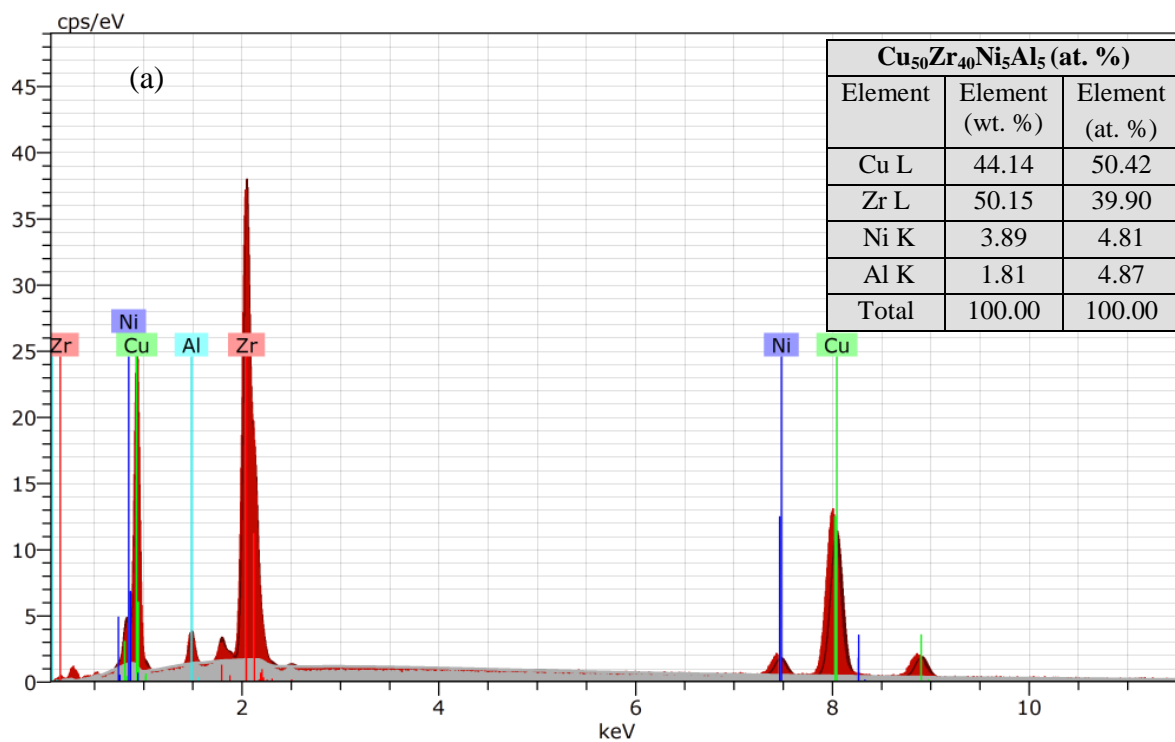 cps/eV
(a)
45
40
35
30
25
20
15
10
5
0
Zr
Ni
Cu
Al
Zr
Ni
Cu
2
4
6
8
10
keV
Cu₅₀Zr₄₀Ni₅Al₅ (at. %)
Element Element (wt. %) Element (at. %)
Cu L 44.14 50.42
Zr L 50.15 39.90
Ni K 3.89 4.81
Al K 1.81 4.87
Total 100.00 100.00